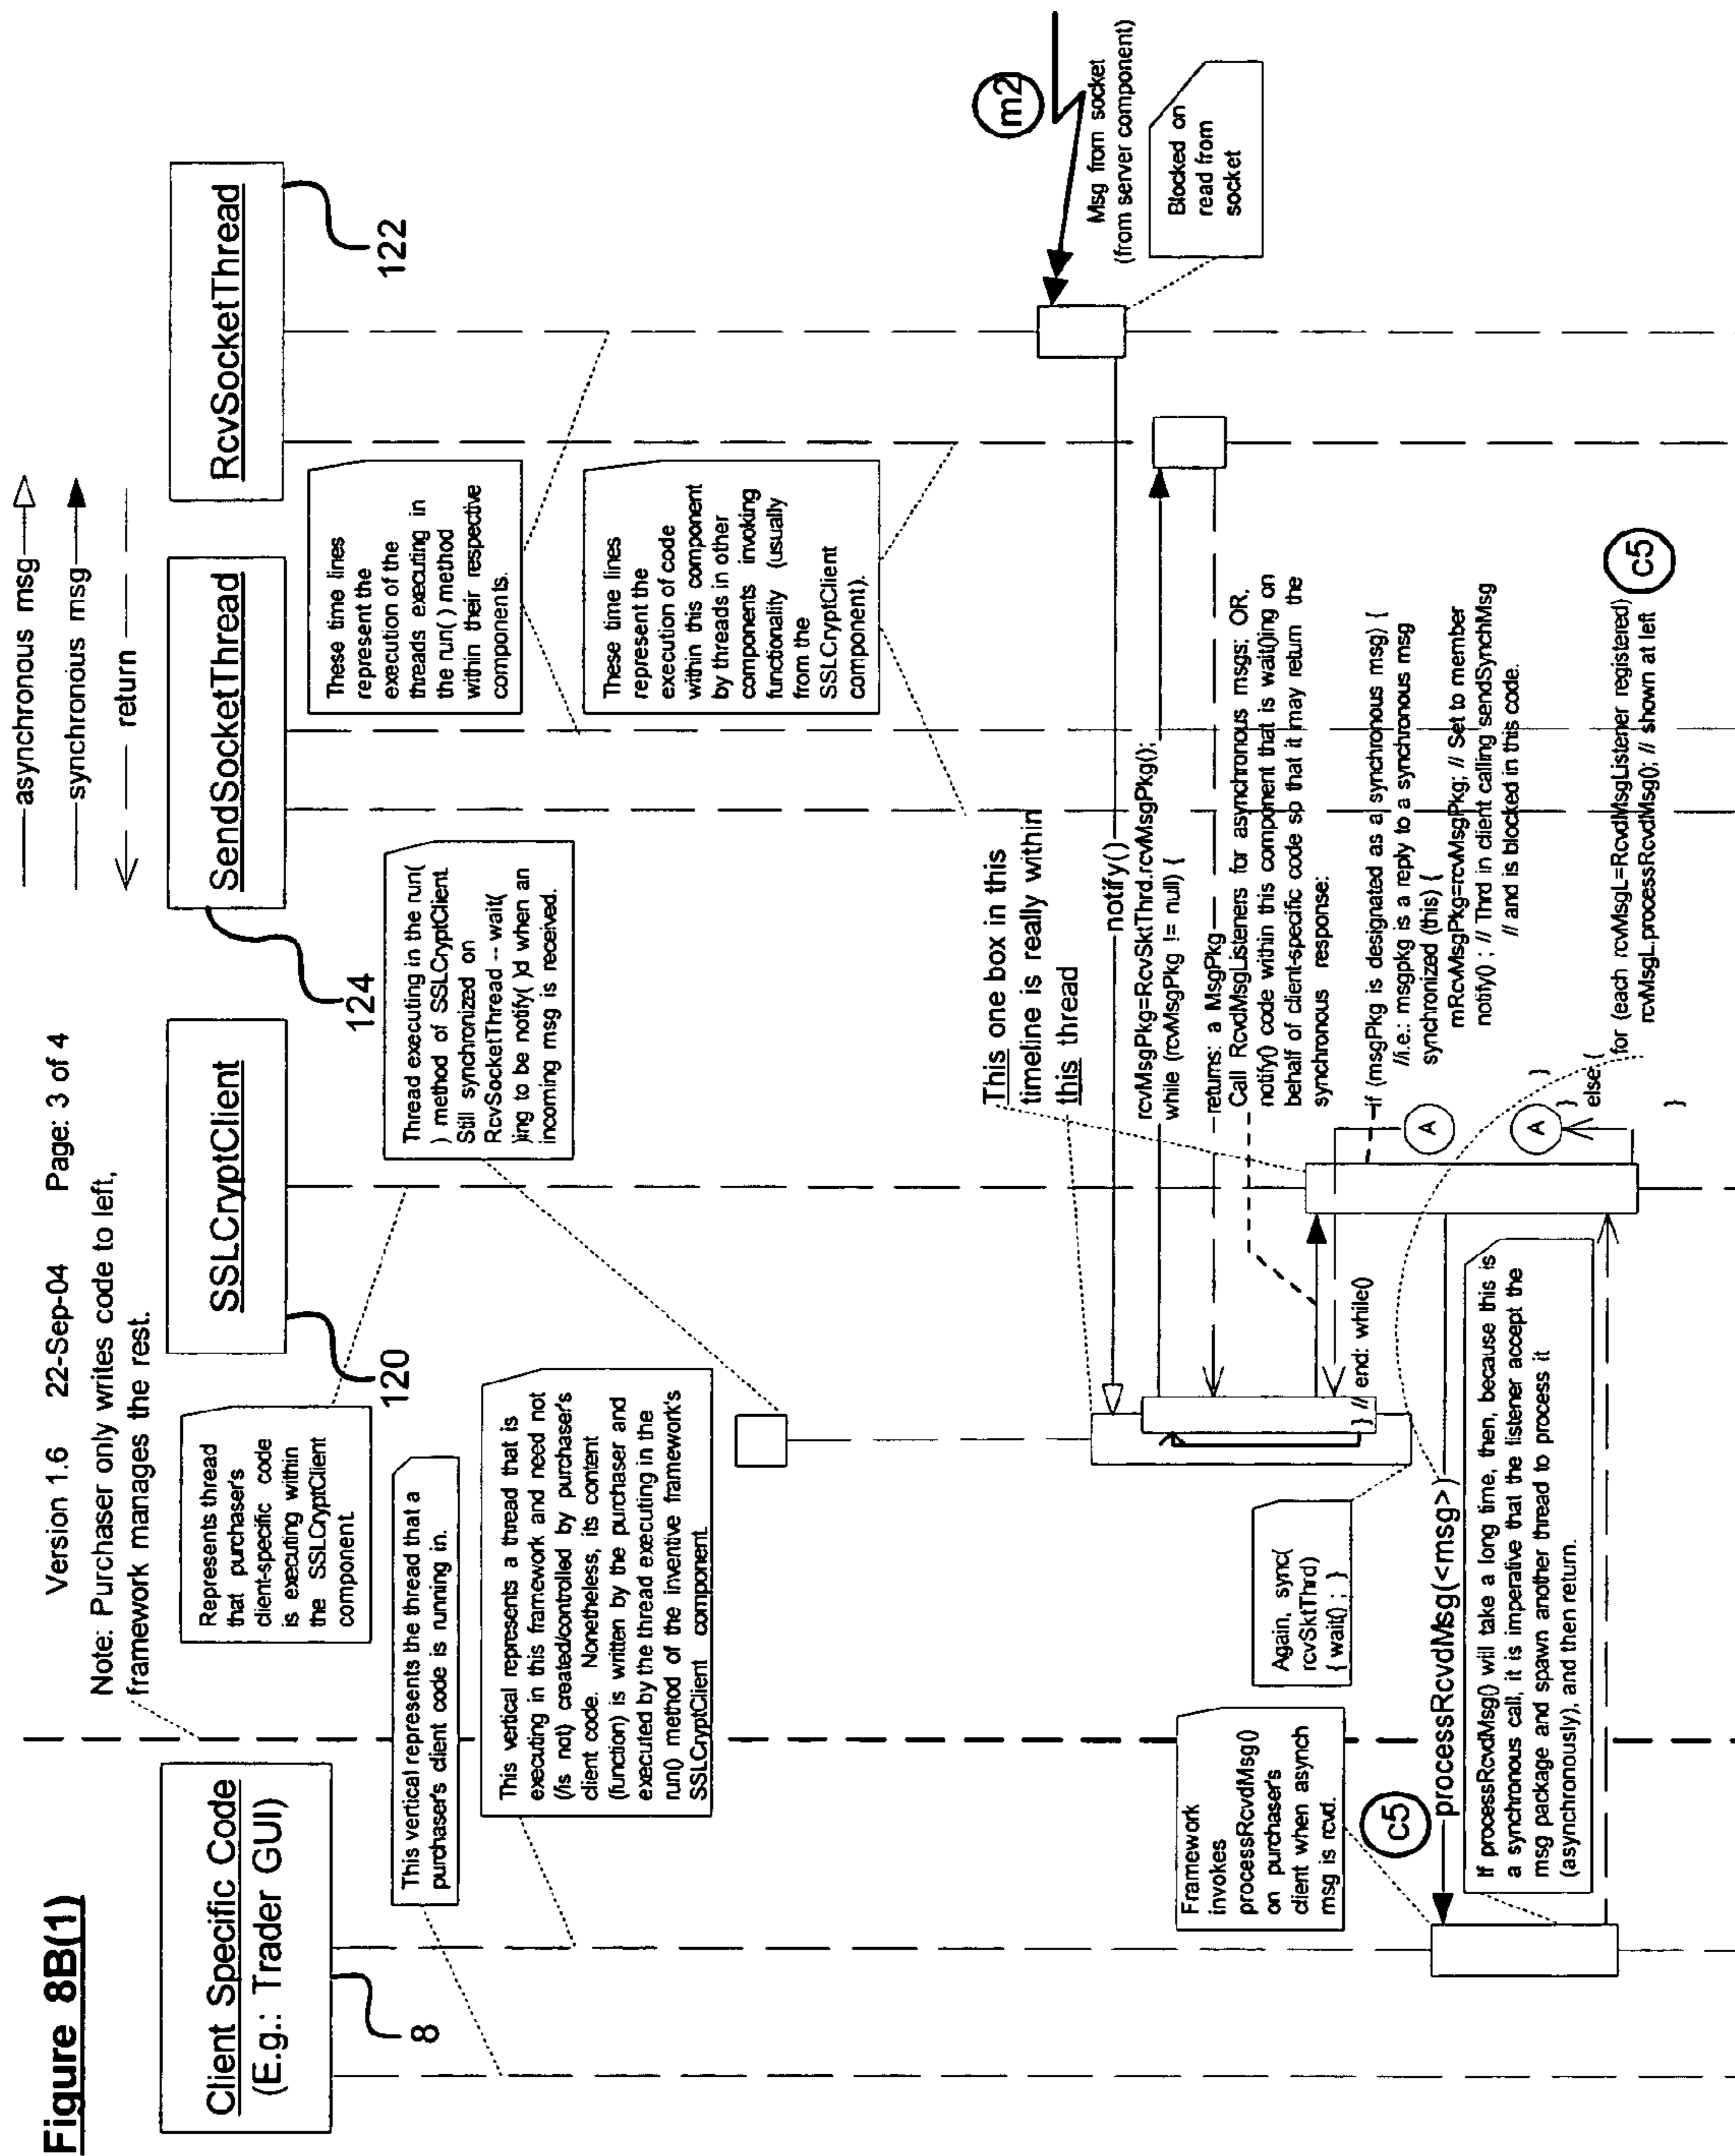 Figure 8B(1)
Version 1.6 22-Sep-04 Page: 3 of 4
Note: Purchaser only writes code to left,
framework manages the rest.
asynchronous msg
synchronous msg
return
Client Specific Code
(E.g.: Trader GUI)
8
SSLCryptClient
120
SendSocketThread
124
RcvSocketThread
122
Represents thread
that purchaser's
client-specific code
is executing within
the SSLCryptClient
component.
This vertical represents the thread that a
purchaser's client code is running in.
This vertical represents a thread that is
executing in this framework and need not
(/is not) created/controlled by purchaser's
client code. Nonetheless, its content
(function) is written by the purchaser and
executed by the thread executing in the
run() method of the inventive framework's
SSLCryptClient component.
Thread executing in the run(
) method of SSLCryptClient.
Still synchronized on
RcvSocketThread -- wait(
)ing to be notify( )d when an
incoming msg is received.
These time lines
represent the
execution of the
threads executing in
the run( ) method
within their respective
components.
These time lines
represent the
execution of code
within this component
by threads in other
components invoking
functionality (usually
from the
SSLCryptClient
component).
This one box in this
timeline is really within
this thread
m2
Msg from socket
(from server component)
Blocked on
read from
socket
notify()
rcvMsgPkg=RcvSktThrd.rcvMsgPkg();
while (rcvMsgPkg != null) {
returns: a MsgPkg
Call RcvdMsgListeners for asynchronous msgs; OR,
notify() code within this component that is wait()ing on
behalf of client-specific code so that it may return the
synchronous response:
if (msgPkg is designated as a synchronous msg) {
//i.e.: msgpkg is a reply to a synchronous msg
synchronized (this) {
mRcvMsgPkg=rcvMsgPkg; // Set to member
notify() ; // Thrd in client calling sendSynchMsg
// and is blocked in this code.
}
}
else {
for (each rcvMsgL=RcvdMsgListener registered)
rcvMsgL.processRcvdMsg(); // shown at left
}
c5
A
A
} // end: while()
Again, sync(
rcvSktThrd)
{ wait() ; }
Framework
invokes
processRcvdMsg()
on purchaser's
client when asynch
msg is rcvd.
c5
processRcvdMsg(<msg>)
If processRcvdMsg() will take a long time, then, because this is
a synchronous call, it is imperative that the listener accept the
msg package and spawn another thread to process it
(asynchronously), and then return.